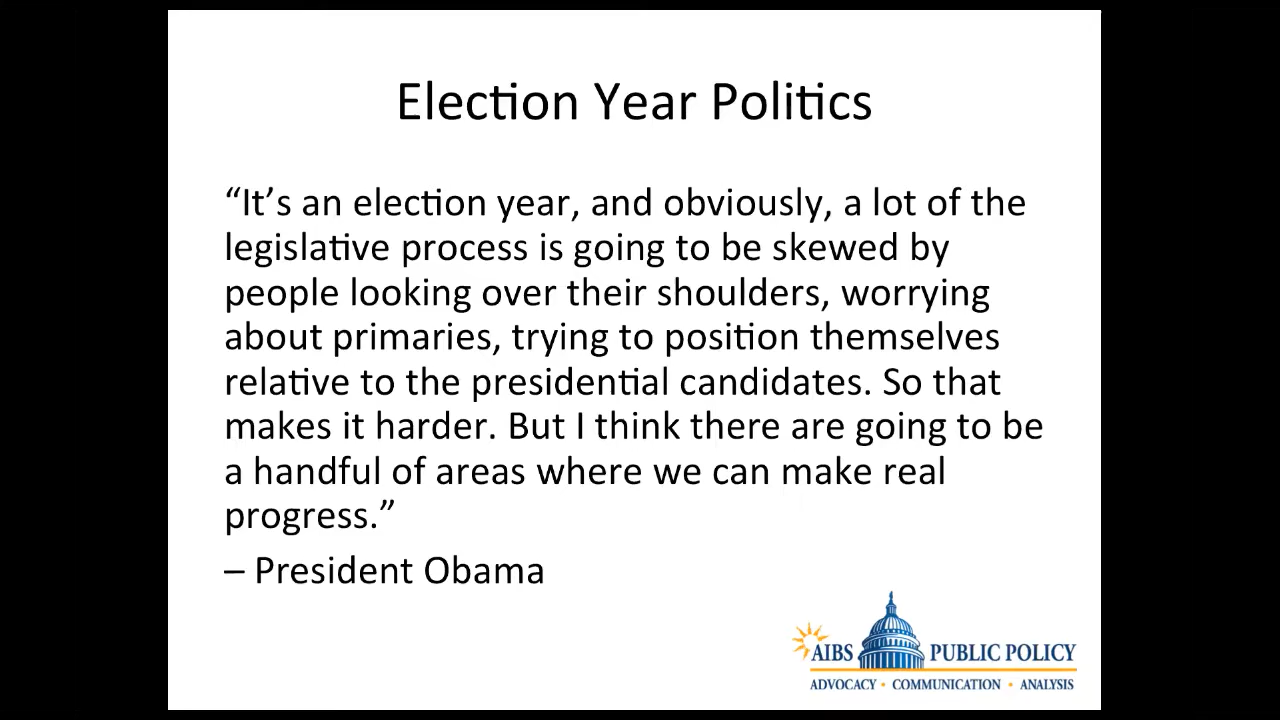 Election Year Politics
“It’s an election year, and obviously, a lot of the
legislative process is going to be skewed by
people looking over their shoulders, worrying
about primaries, trying to position themselves
relative to the presidential candidates. So that
makes it harder. But I think there are going to be
a handful of areas where we can make real
progress.”
– President Obama
AIBS PUBLIC POLICY
ADVOCACY • COMMUNICATION • ANALYSIS